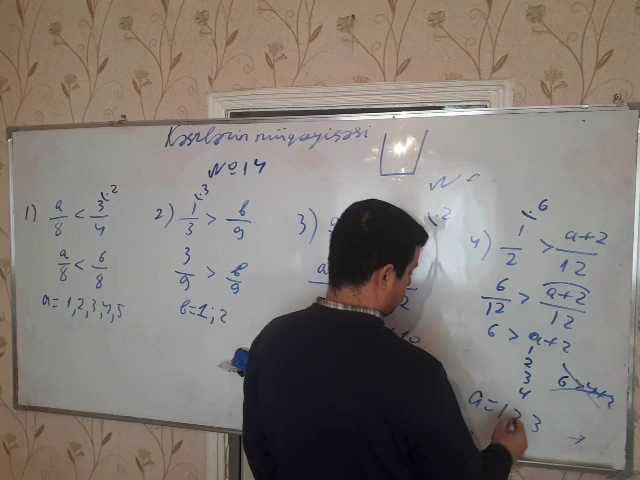 Kəsrlərin müqayisəsi
№14
1) a/8 < 3/4 .2
a/8 < 6/8
a = 1,2,3,4,5
2) 1/3 .3 > b/9
3/9 > b/9
b = 1; 2
3)
4) 1/2 .6 > a+2/12
6/12 > a+2/12
6 > a+2
1
2
3
4
a = 1 2 3